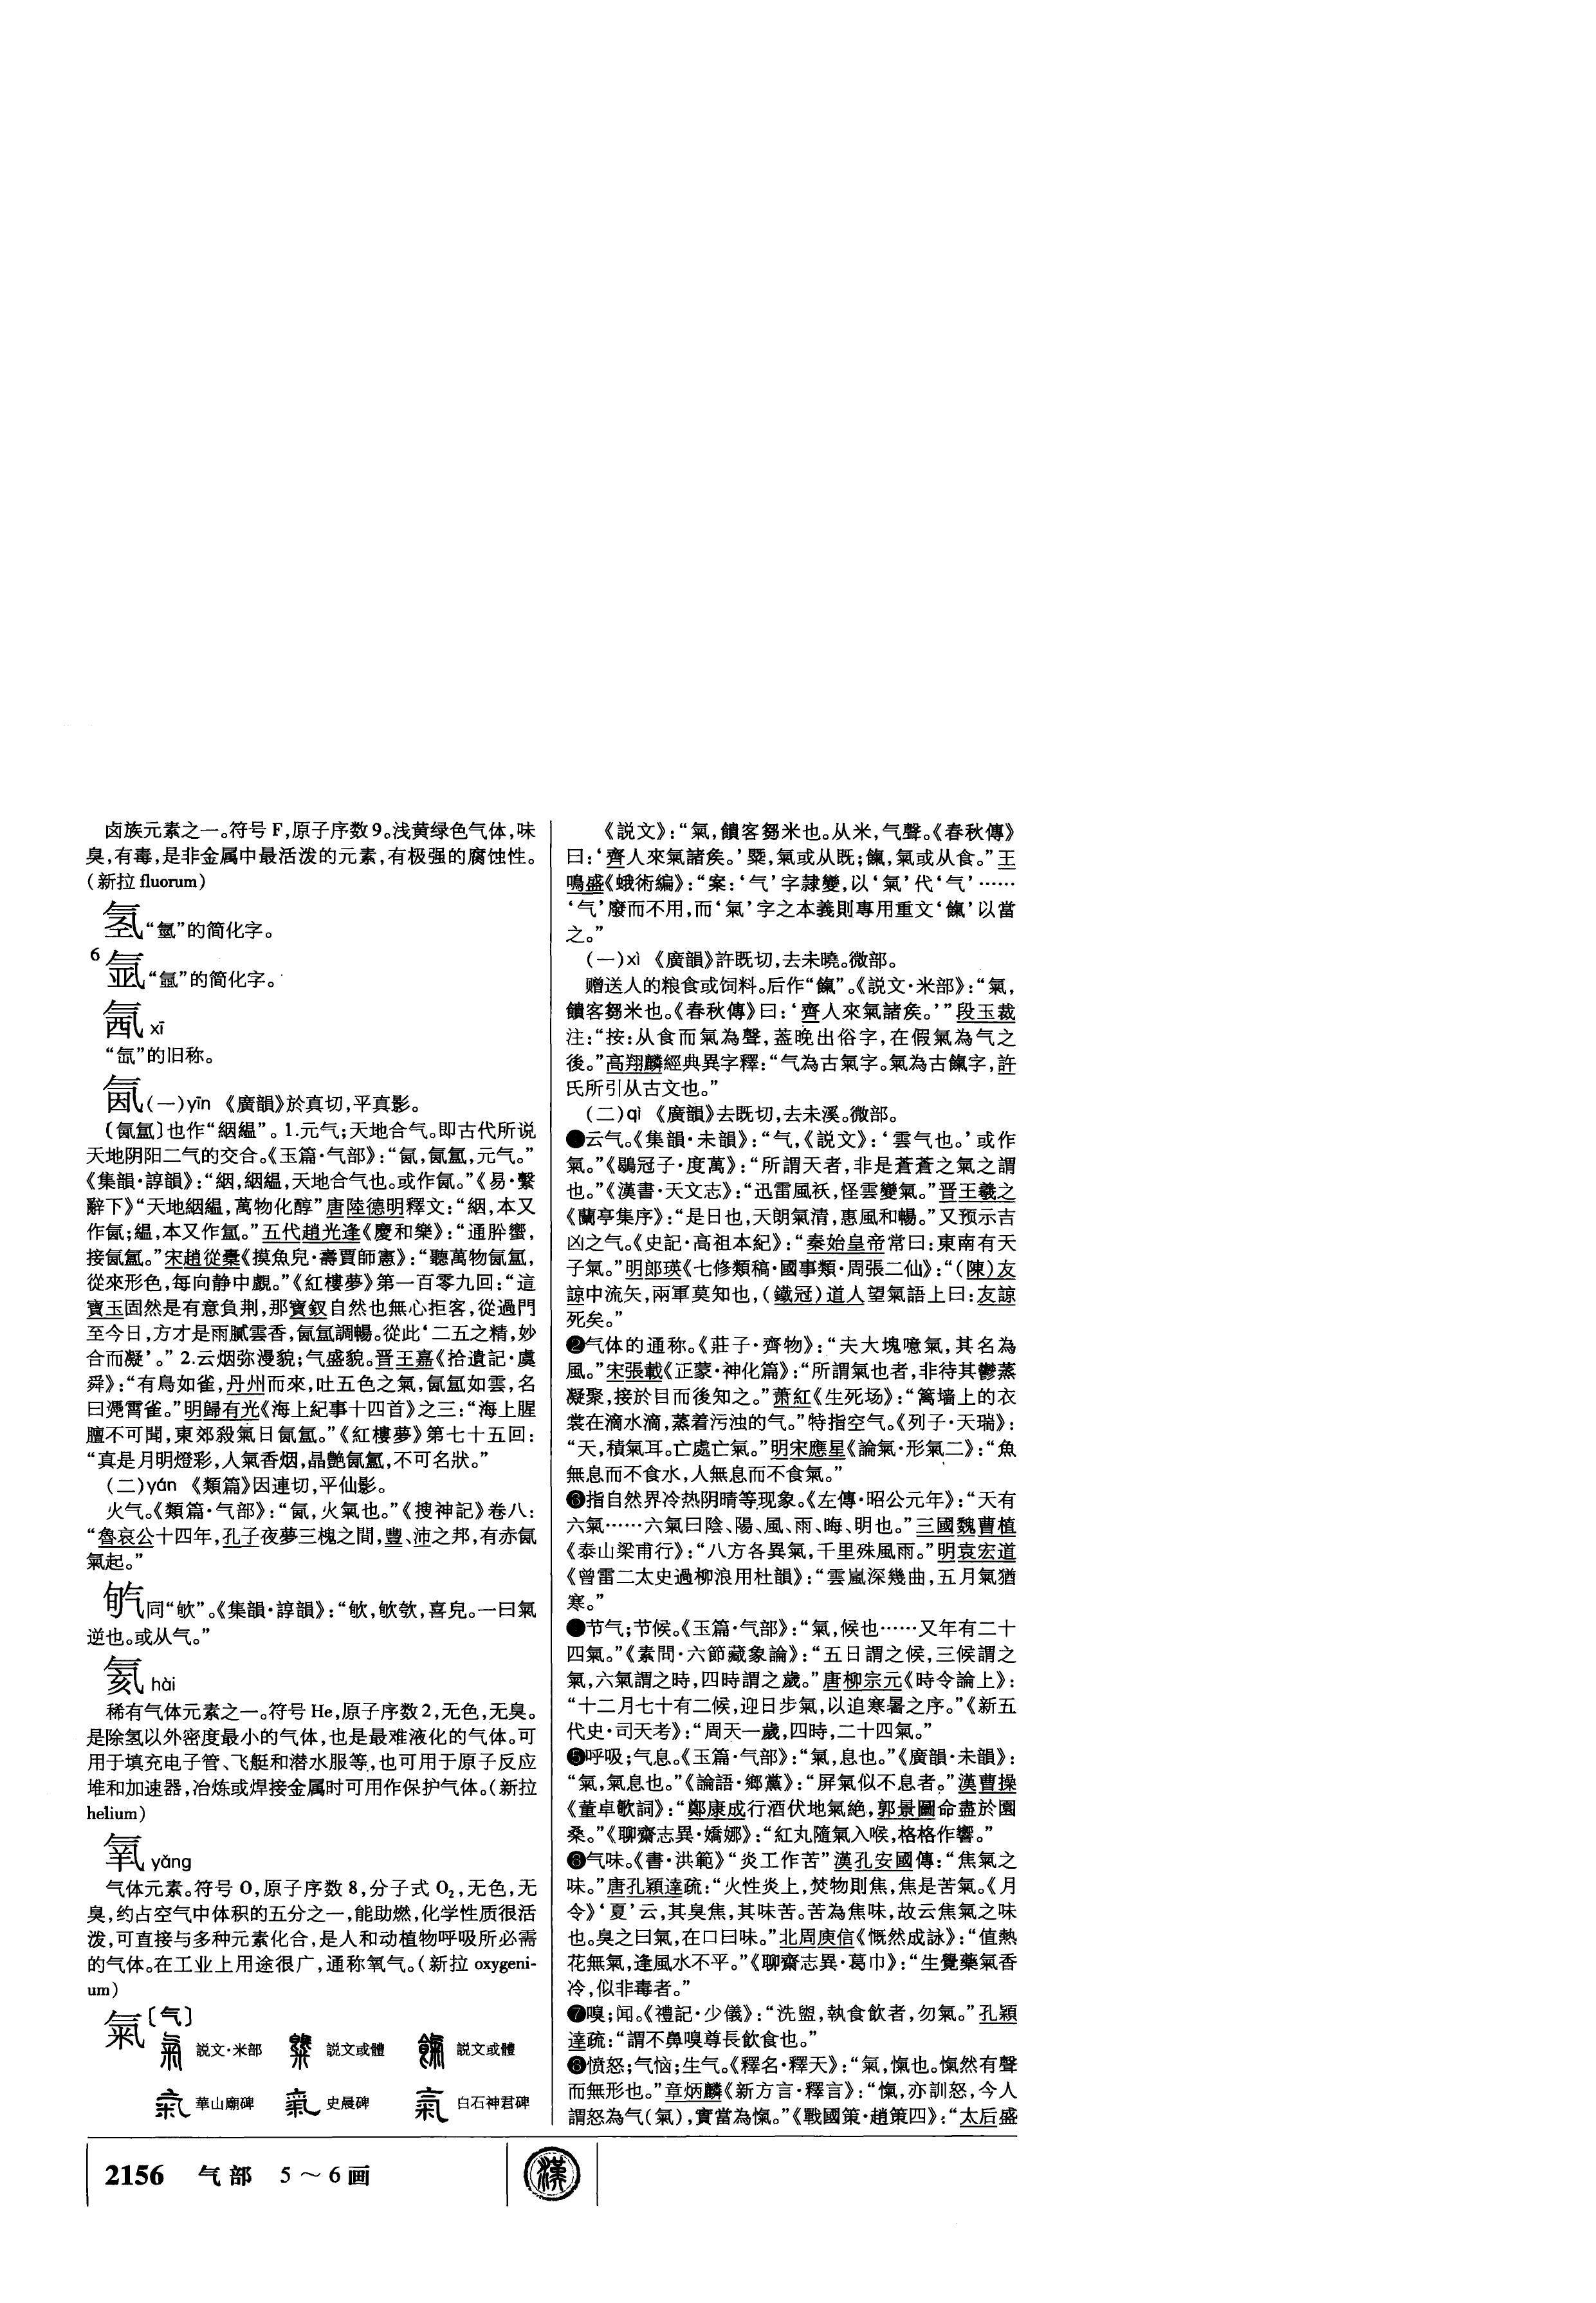 卤族元素之一。符号 F,原子序数 9。浅黄绿色气体,味
臭,有毒,是非金属中最活泼的元素,有极强的腐蚀性。
(新拉 fluorum)
氢“氫”的简化字。
6
氩“氬”的简化字。
xī
“氙”的旧称。
氤(一)yīn 《廣韻》於真切,平真影。
〔氤氲〕也作“絪緼”。1.元气;天地合气。即古代所说
天地阴阳二气的交合。《玉篇·气部》:“氤,氤氲,元气。”
《集韻·諄韻》:“絪,絪緼,天地合气也。或作氤。”《易·繫
辭下》“天地絪緼,萬物化醇”唐陸德明釋文:“絪,本又
作氤;緼,本又作氲。”五代趙光逢《慶和樂》:“通肸蠁,
接氤氲。”宋趙從橐《摸魚兒·壽賈師憲》:“聽萬物氤氲,
從來形色,每向静中覷。”《紅樓夢》第一百零九回:“這
寶玉固然是有意負荆,那寶釵自然也無心拒客,從過門
至今日,方才是雨膩雲香,氤氲調暢。從此‘二五之精,妙
合而凝’。” 2.云烟弥漫貌;气盛貌。晋王嘉《拾遺記·虞
舜》:“有鳥如雀,丹州而來,吐五色之氣,氤氲如雲,名
曰憑霄雀。”明歸有光《海上紀事十四首》之三:“海上腥
膻不可聞,東郊殺氣日氤氲。”《紅樓夢》第七十五回:
“真是月明燈彩,人氣香烟,晶艷氤氲,不可名狀。”
(二)yán 《類篇》因連切,平仙影。
火气。《類篇·气部》:“氤,火氣也。”《搜神記》卷八:
“魯哀公十四年,孔子夜夢三槐之間,豐、沛之邦,有赤氤
氣起。”
同“欨”。《集韻·諄韻》:“欨,欨欨,喜皃。一曰氣
逆也。或从气。”
氦 hài
稀有气体元素之一。符号 He,原子序数 2,无色,无臭。
是除氢以外密度最小的气体,也是最难液化的气体。可
用于填充电子管、飞艇和潜水服等,也可用于原子反应
堆和加速器,冶炼或焊接金属时可用作保护气体。(新拉
helium)
氧 yǎng
气体元素。符号 O,原子序数 8,分子式 O₂,无色,无
臭,约占空气中体积的五分之一,能助燃,化学性质很活
泼,可直接与多种元素化合,是人和动植物呼吸所必需
的气体。在工业上用途很广,通称氧气。(新拉 oxygeni-
um)
氣〔气〕
説文·米部 説文或體 説文或體
華山廟碑 史晨碑 白石神君碑
《説文》:“氣,饋客芻米也。从米,气聲。《春秋傳》
曰:‘齊人來氣諸矦。’䊠,氣或从既;餼,氣或从食。”王
鳴盛《蛾術編》:“案:‘气’字隷變,以‘氣’代‘气’……
‘气’廢而不用,而‘氣’字之本義則專用重文‘餼’以當
之。”
(一)xì 《廣韻》許既切,去未曉。微部。
赠送人的粮食或饲料。后作“餼”。《説文·米部》:“氣,
饋客芻米也。《春秋傳》曰:‘齊人來氣諸矦。’”段玉裁
注:“按:从食而氣為聲,蓋晚出俗字,在假氣為气之
後。”高翔麟經典異字釋:“气為古氣字。氣為古餼字,許
氏所引从古文也。”
(二)qì 《廣韻》去既切,去未溪。微部。
●云气。《集韻·未韻》:“气,《説文》:‘雲气也。’或作
氣。”《鶡冠子·度萬》:“所謂天者,非是蒼蒼之氣之謂
也。”《漢書·天文志》:“迅雷風祅,怪雲變氣。”晋王羲之
《蘭亭集序》:“是日也,天朗氣清,惠風和暢。”又预示吉
凶之气。《史記·高祖本紀》:“秦始皇帝常曰:東南有天
子氣。”明郎瑛《七修類稿·國事類·周張二仙》:“(陳)友
諒中流矢,兩軍莫知也,(鐵冠)道人望氣語上曰:友諒
死矣。”
❷气体的通称。《莊子·齊物》:“夫大塊噫氣,其名為
風。”宋張載《正蒙·神化篇》:“所謂氣也者,非待其鬱蒸
凝聚,接於目而後知之。”萧紅《生死场》:“篱墙上的衣
裳在滴水滴,蒸着污浊的气。”特指空气。《列子·天瑞》:
“天,積氣耳。亡處亡氣。”明宋應星《論氣·形氣二》:“魚
無息而不食水,人無息而不食氣。”
❸指自然界冷热阴晴等现象。《左傳·昭公元年》:“天有
六氣……六氣曰陰、陽、風、雨、晦、明也。”三國魏曹植
《泰山梁甫行》:“八方各異氣,千里殊風雨。”明袁宏道
《曾雷二太史過柳浪用杜韻》:“雲嵐深幾曲,五月氣猶
寒。”
●节气;节候。《玉篇·气部》:“氣,候也……又年有二十
四氣。”《素問·六節藏象論》:“五日謂之候,三候謂之
氣,六氣謂之時,四時謂之歲。”唐柳宗元《時令論上》:
“十二月七十有二候,迎日步氣,以追寒暑之序。”《新五
代史·司天考》:“周天一歲,四時,二十四氣。”
❺呼吸;气息。《玉篇·气部》:“氣,息也。”《廣韻·未韻》:
“氣,氣息也。”《論語·鄉黨》:“屏氣似不息者。”漢曹操
《董卓歌詞》:“鄭康成行酒伏地氣絶,郭景圖命盡於園
桑。”《聊齋志異·嬌娜》:“紅丸隨氣入喉,格格作響。”
❻气味。《書·洪範》“炎工作苦”漢孔安國傳:“焦氣之
味。”唐孔穎達疏:“火性炎上,焚物則焦,焦是苦氣。《月
令》‘夏’云,其臭焦,其味苦。苦為焦味,故云焦氣之味
也。臭之曰氣,在口曰味。”北周庾信《慨然成詠》:“值熱
花無氣,逢風水不平。”《聊齋志異·葛巾》:“生覺藥氣香
冷,似非毒者。”
❼嗅;闻。《禮記·少儀》:“洗盥,執食飲者,勿氣。”孔穎
達疏:“謂不鼻嗅尊長飲食也。”
❽愤怒;气恼;生气。《釋名·釋天》:“氣,愾也。愾然有聲
而無形也。”章炳麟《新方言·釋言》:“愾,亦訓怒,今人
謂怒為气(氣),實當為愾。”《戰國策·趙策四》:“太后盛
2156 气部 5～6画
漢